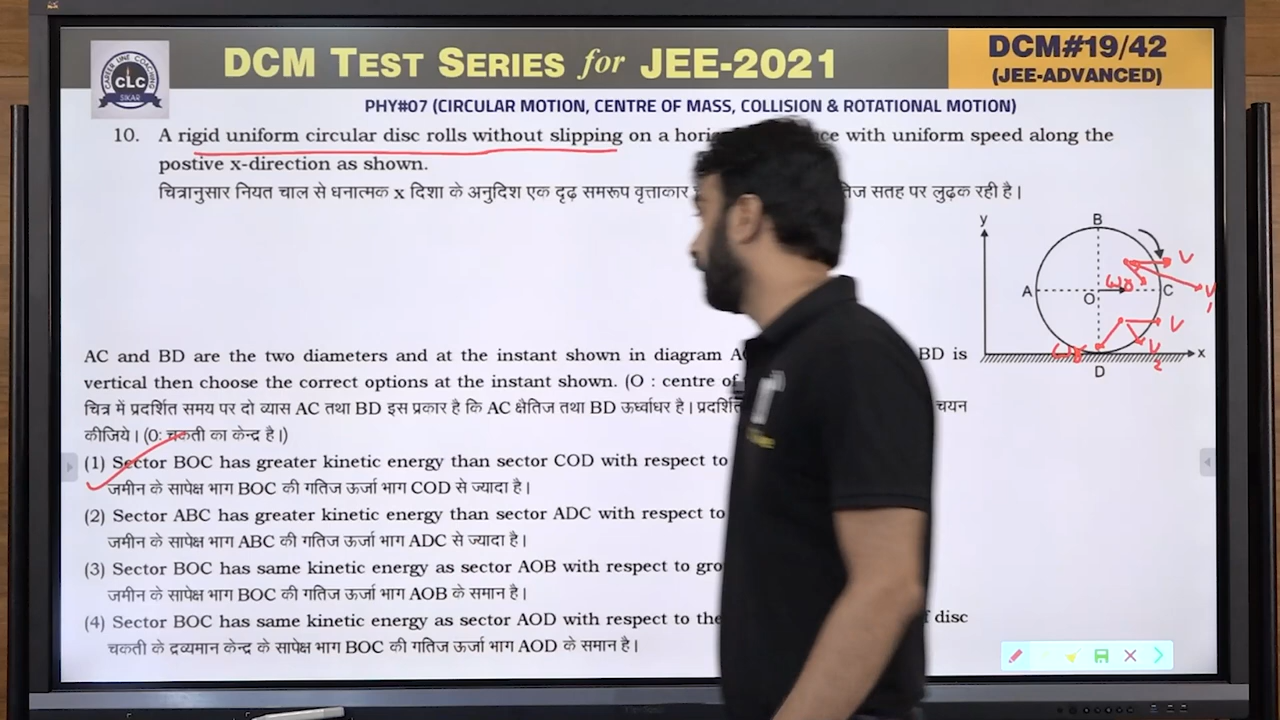 DCM TEST SERIES for JEE-2021
DCM#19/42
(JEE-ADVANCED)
CAREER LINE COACHING
CLC
SIKAR
PHY#07 (CIRCULAR MOTION, CENTRE OF MASS, COLLISION & ROTATIONAL MOTION)
10. A rigid uniform circular disc rolls without slipping on a with uniform speed along the
postive x-direction as shown.
चित्रानुसार नियत चाल से धनात्मक x दिशा के अनुदिश एक दृढ़ समरूप वृत्ताकार सतह पर लुढ़क रही है।
y
B
A
O
C
D
x
V
V
ωR
V
AC and BD are the two diameters and at the instant shown in diagram BD is
vertical then choose the correct options at the instant shown. (O : centre of
चित्र में प्रदर्शित समय पर दो व्यास AC तथा BD इस प्रकार है कि AC क्षैतिज तथा BD ऊर्ध्वाधर है। चयन
कीजिये। (O: चकती का केन्द्र है।)
(1) Sector BOC has greater kinetic energy than sector COD with respect to
जमीन के सापेक्ष भाग BOC की गतिज ऊर्जा भाग COD से ज्यादा है।
(2) Sector ABC has greater kinetic energy than sector ADC with respect to
जमीन के सापेक्ष भाग ABC की गतिज ऊर्जा भाग ADC से ज्यादा है।
(3) Sector BOC has same kinetic energy as sector AOB with respect to
जमीन के सापेक्ष भाग BOC की गतिज ऊर्जा भाग AOB के समान है।
(4) Sector BOC has same kinetic energy as sector AOD with respect to the disc
चकती के द्रव्यमान केन्द्र के सापेक्ष भाग BOC की गतिज ऊर्जा भाग AOD के समान है।